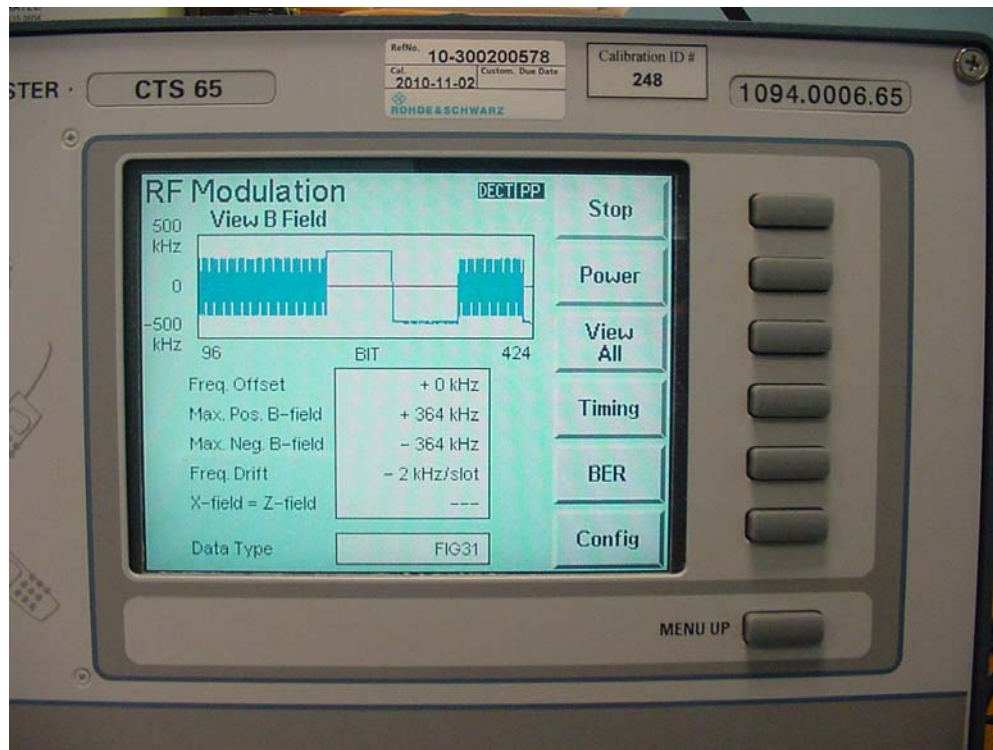 RefNo. 10-300200578
Cal. Custom. Due Date
2010-11-02
ROHDE&SCHWARZ
Calibration ID #
248
STER · CTS 65
1094.0006.65
RF Modulation DECT PP
View B Field
500
kHz
0
-500
kHz
96 BIT 424
Freq. Offset + 0 kHz
Max. Pos. B-field + 364 kHz
Max. Neg. B-field - 364 kHz
Freq. Drift - 2 kHz/slot
X-field = Z-field ---
Data Type FIG31
Stop
Power
View
All
Timing
BER
Config
MENU UP